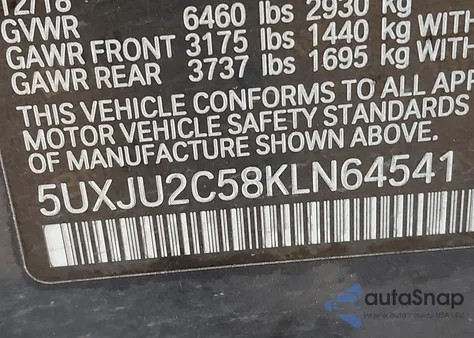 12/18
GVWR 6460 lbs 2930 kg
GAWR FRONT 3175 lbs 1440 kg WITH
GAWR REAR 3737 lbs 1695 kg WITH
THIS VEHICLE CONFORMS TO ALL APP
MOTOR VEHICLE SAFETY STANDARDS
OF MANUFACTURE SHOWN ABOVE.
5UXJU2C58KLN64541
autaSnap